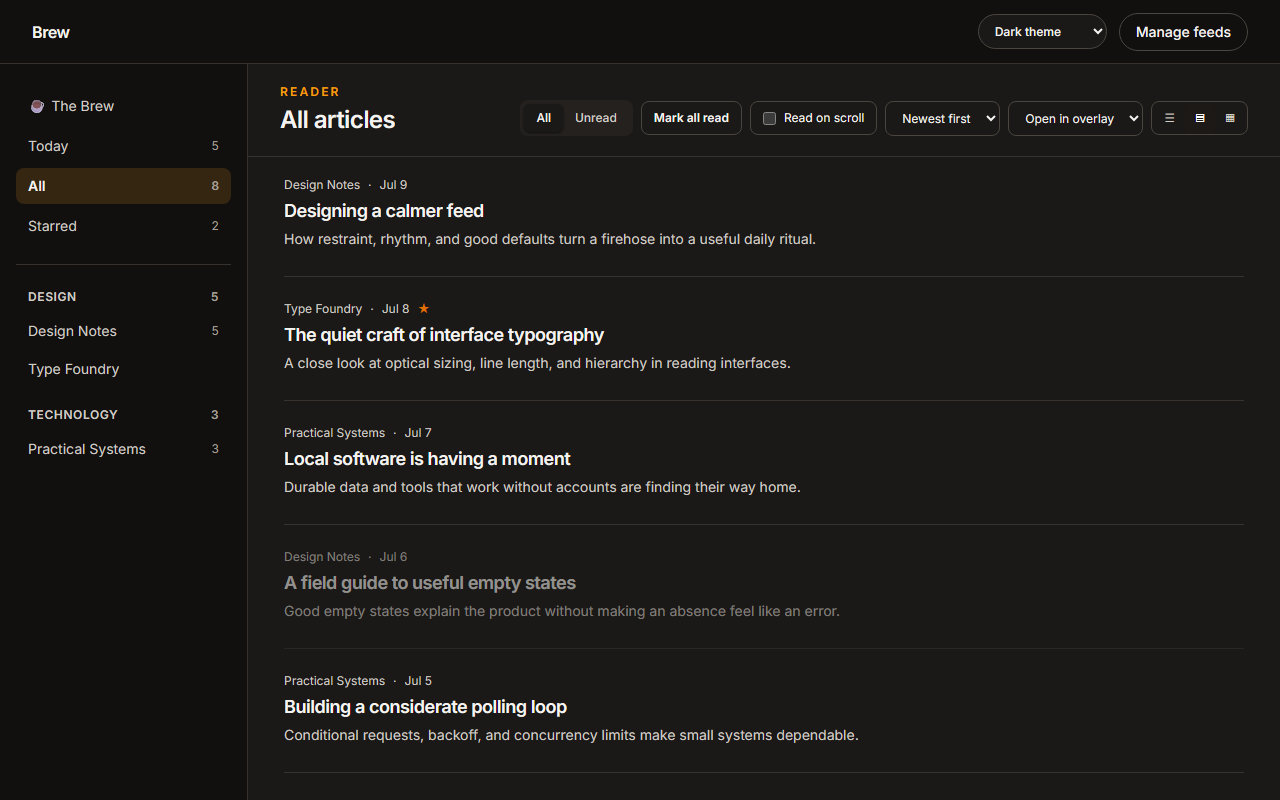 Brew
Dark theme
Manage feeds
The Brew
Today 5
All 8
Starred 2
DESIGN 5
Design Notes 5
Type Foundry
TECHNOLOGY 3
Practical Systems 3
READER
All articles
All
Unread
Mark all read
Read on scroll
Newest first
Open in overlay
Design Notes · Jul 9
Designing a calmer feed
How restraint, rhythm, and good defaults turn a firehose into a useful daily ritual.
Type Foundry · Jul 8 ★
The quiet craft of interface typography
A close look at optical sizing, line length, and hierarchy in reading interfaces.
Practical Systems · Jul 7
Local software is having a moment
Durable data and tools that work without accounts are finding their way home.
Design Notes · Jul 6
A field guide to useful empty states
Good empty states explain the product without making an absence feel like an error.
Practical Systems · Jul 5
Building a considerate polling loop
Conditional requests, backoff, and concurrency limits make small systems dependable.